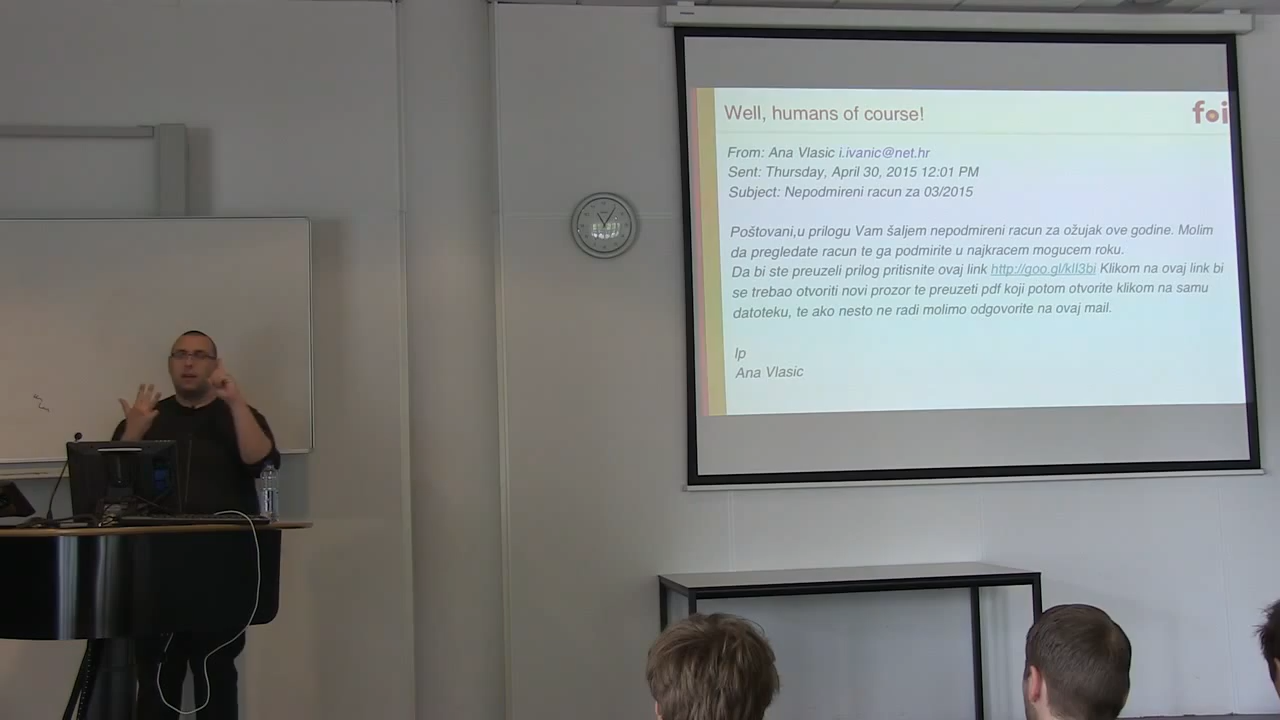 Well, humans of course!
foi
From: Ana Vlasic i.ivanic@net.hr
Sent: Thursday, April 30, 2015 12:01 PM
Subject: Nepodmireni racun za 03/2015
Poštovani,u prilogu Vam šaljem nepodmireni racun za ožujak ove godine. Molim
da pregledate racun te ga podmirite u najkracem mogucem roku.
Da bi ste preuzeli prilog pritisnite ovaj link http://goo.gl/kII3bi Klikom na ovaj link bi
se trebao otvoriti novi prozor te preuzeti pdf koji potom otvorite klikom na samu
datoteku, te ako nesto ne radi molimo odgovorite na ovaj mail.
lp
Ana Vlasic